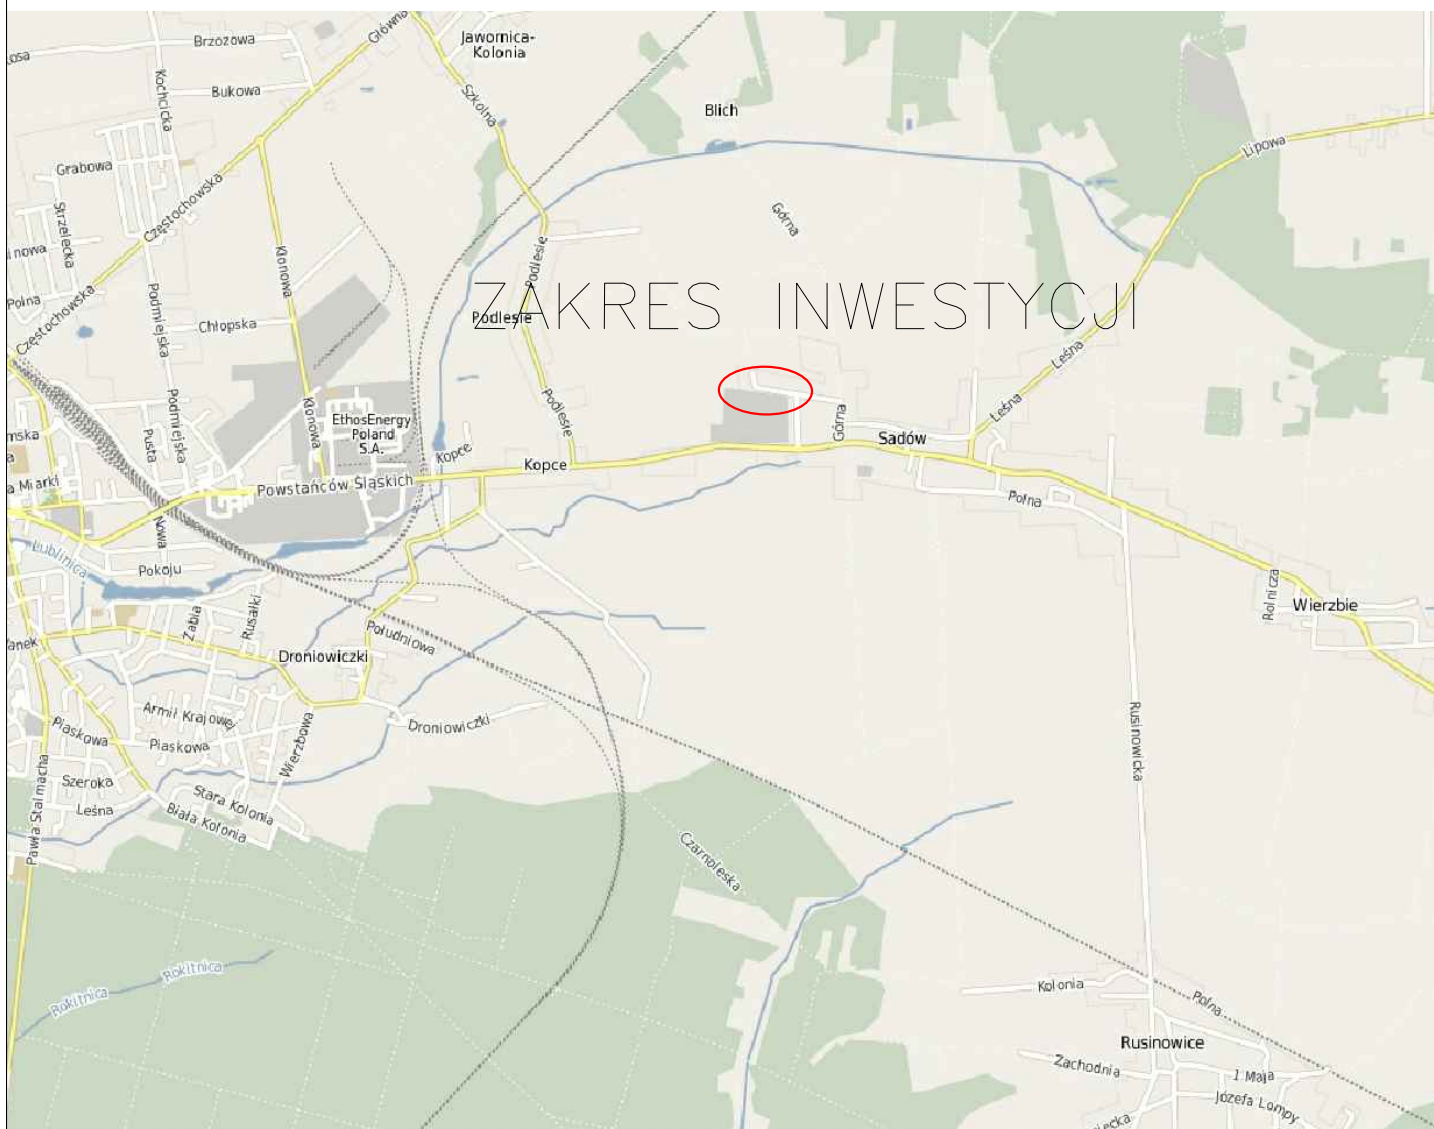 Brzozowa
Główna
Jawornica-
Kolonia
Kochcicka
Bukowa
Szkolna
Blich
Lipowa
Grabowa
Częstochowska
Strzelecka
Górna
Klonowa
Podlesie
Polna
Częstochowska
Podmiejska
Chłopska
ZAKRES INWESTYCJI
Podlesie
Leśna
Podmiejska
Klonowa
Podlesie
Leśna
EthosEnergy
Poland
S.A.
Górna
Sadów
Pusta
Kopce
Kopce
a Miarki
Powstańców Śląskich
Polna
Nowa
Lublinica
Pokoju
Rolnicza
Wierzbie
Żabia
Rusałki
Południowa
Droniowiczki
Armii Krajowej
Droniowiczki
Rusinowicka
Piaskowa
Piaskowa
Wierzbowa
Szeroka
Pawła Stalmacha
Leśna
Stara Kolonia
Biała Kolonia
Czarnoleska
Rokitnica
Rokitnica
Kolonia
Polna
Rusinowice
Zachodnia
1 Maja
Józefa Lompy